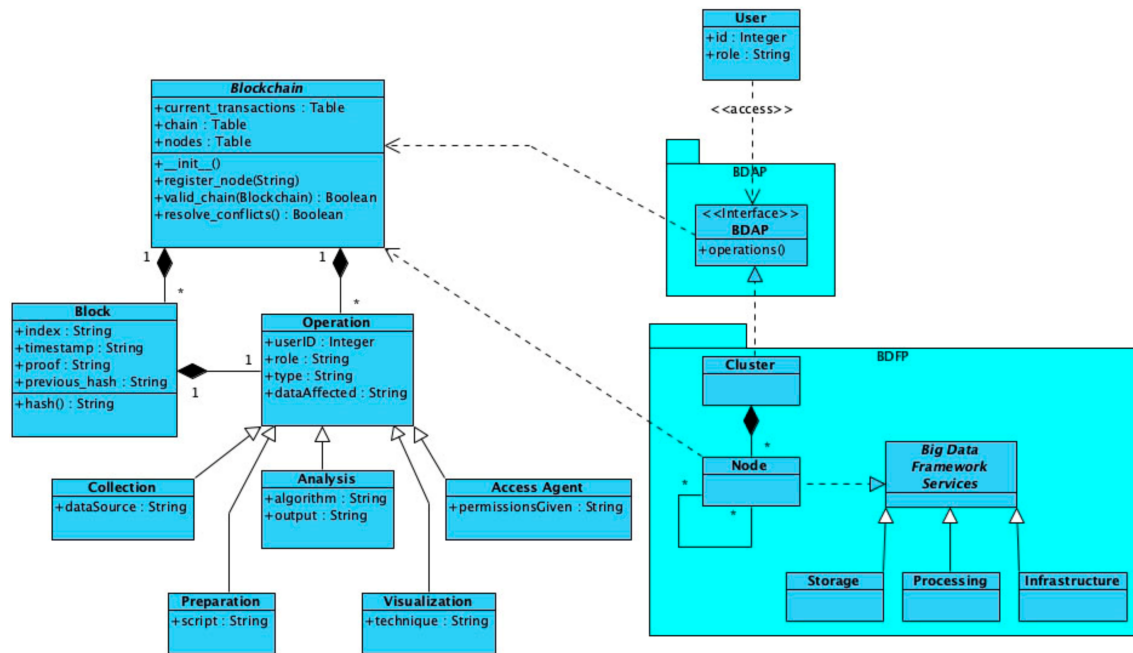 User
+id : Integer
+role : String
<<access>>
Blockchain
+current_transactions : Table
+chain : Table
+nodes : Table
+__init__()
+register_node(String)
+valid_chain(Blockchain) : Boolean
+resolve_conflicts() : Boolean
BDAP
<<Interface>>
BDAP
+operations()
1
*
1
*
Block
+index : String
+timestamp : String
+proof : String
+previous_hash : String
+hash() : String
1
1
Operation
+userID : Integer
+role : String
+type : String
+dataAffected : String
Collection
+dataSource : String
Analysis
+algorithm : String
+output : String
Access Agent
+permissionsGiven : String
Preparation
+script : String
Visualization
+technique : String
BDFP
Cluster
*
Node
*
*
Big Data
Framework
Services
Storage
Processing
Infrastructure